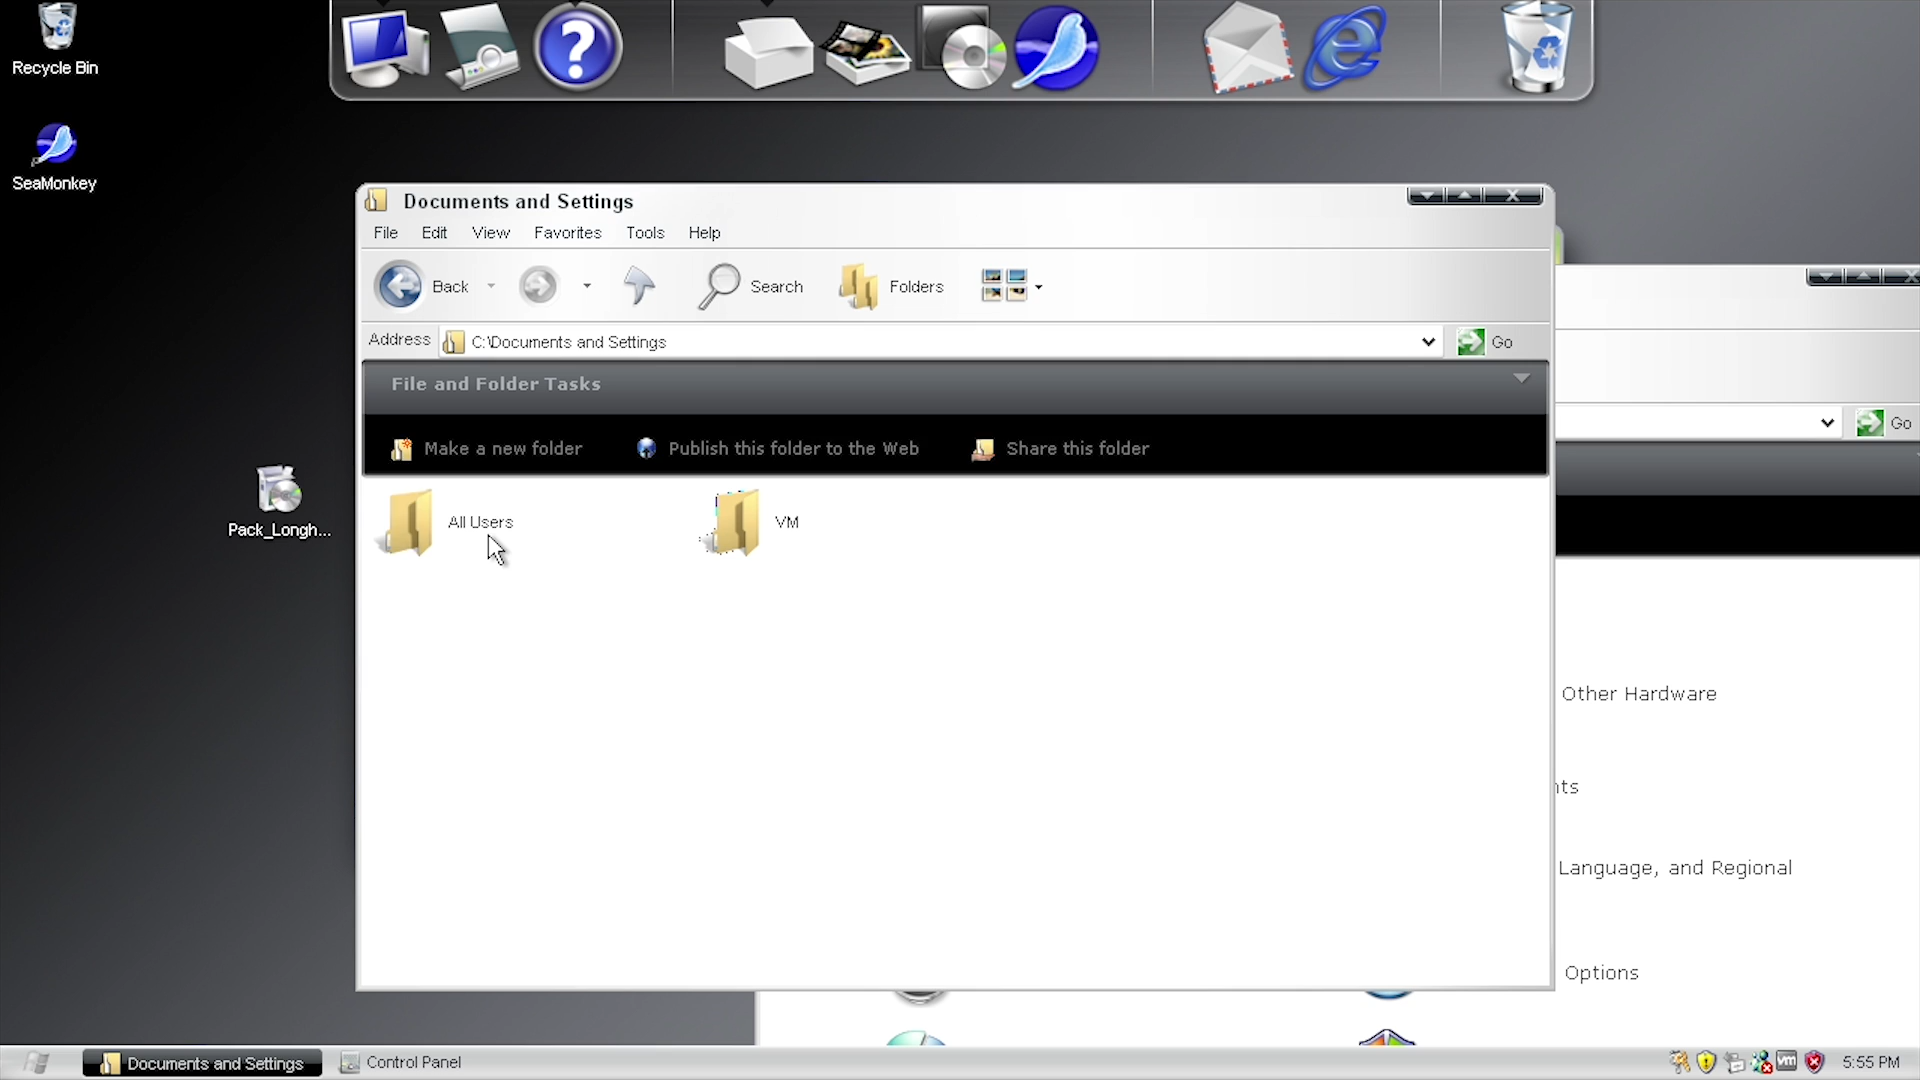 Recycle Bin
SeaMonkey
Pack_Longh...
Documents and Settings
File Edit View Favorites Tools Help
Back Search Folders
Address C:\Documents and Settings Go
File and Folder Tasks
Make a new folder Publish this folder to the Web Share this folder
All Users VM
Go
Other Hardware
nts
Language, and Regional
Options
Documents and Settings Control Panel vm 5:55 PM